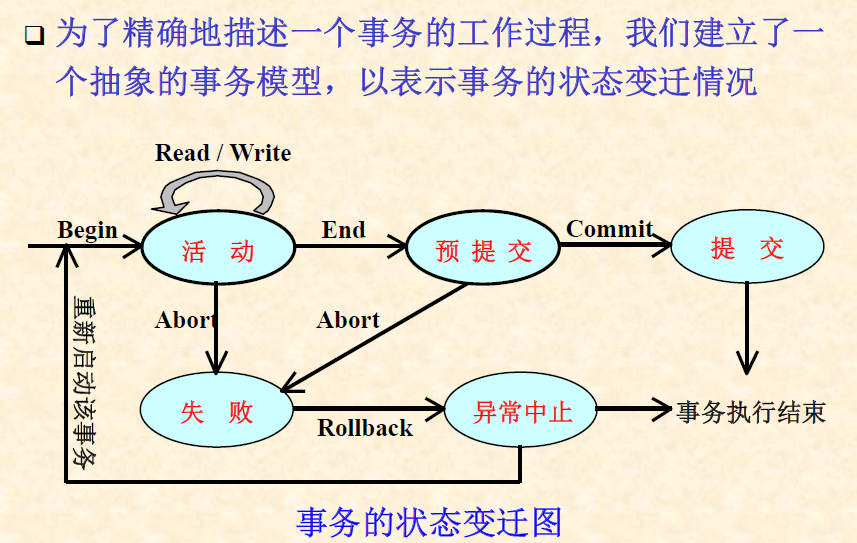 为了精确地描述一个事务的工作过程，我们建立了一
个抽象的事务模型，以表示事务的状态变迁情况
Read / Write
Begin
活 动
End
预 提 交
Commit
提 交
Abort
Abort
重新启动该事务
失 败
Rollback
异常中止
事务执行结束
事务的状态变迁图